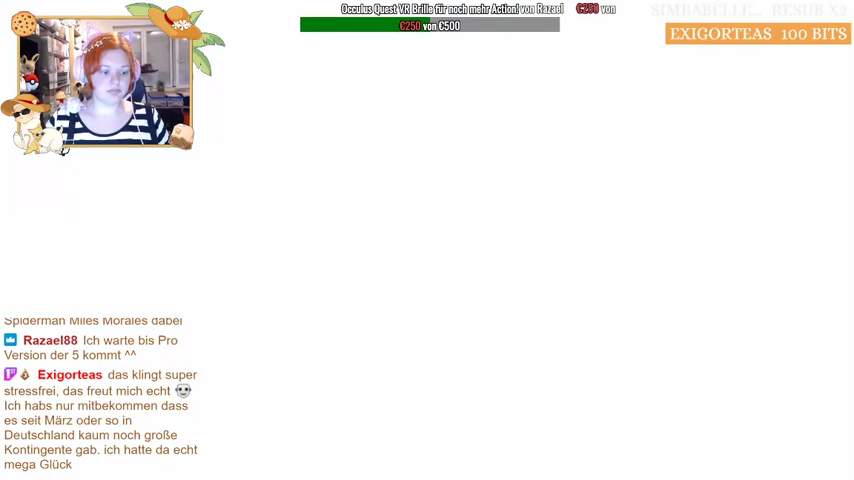 Occulus Quest VR Brille für noch mehr Action! von Razael €250 von
€250 von €500
SIMBABELLE... RESUB X2
EXIGORTEAS 100 BITS
Spiderman Miles Morales dabei
Razael88 Ich warte bis Pro
Version der 5 kommt ^^
Exigorteas das klingt super
stressfrei, das freut mich echt
Ich habs nur mitbekommen dass
es seit März oder so in
Deutschland kaum noch große
Kontingente gab. ich hatte da echt
mega Glück